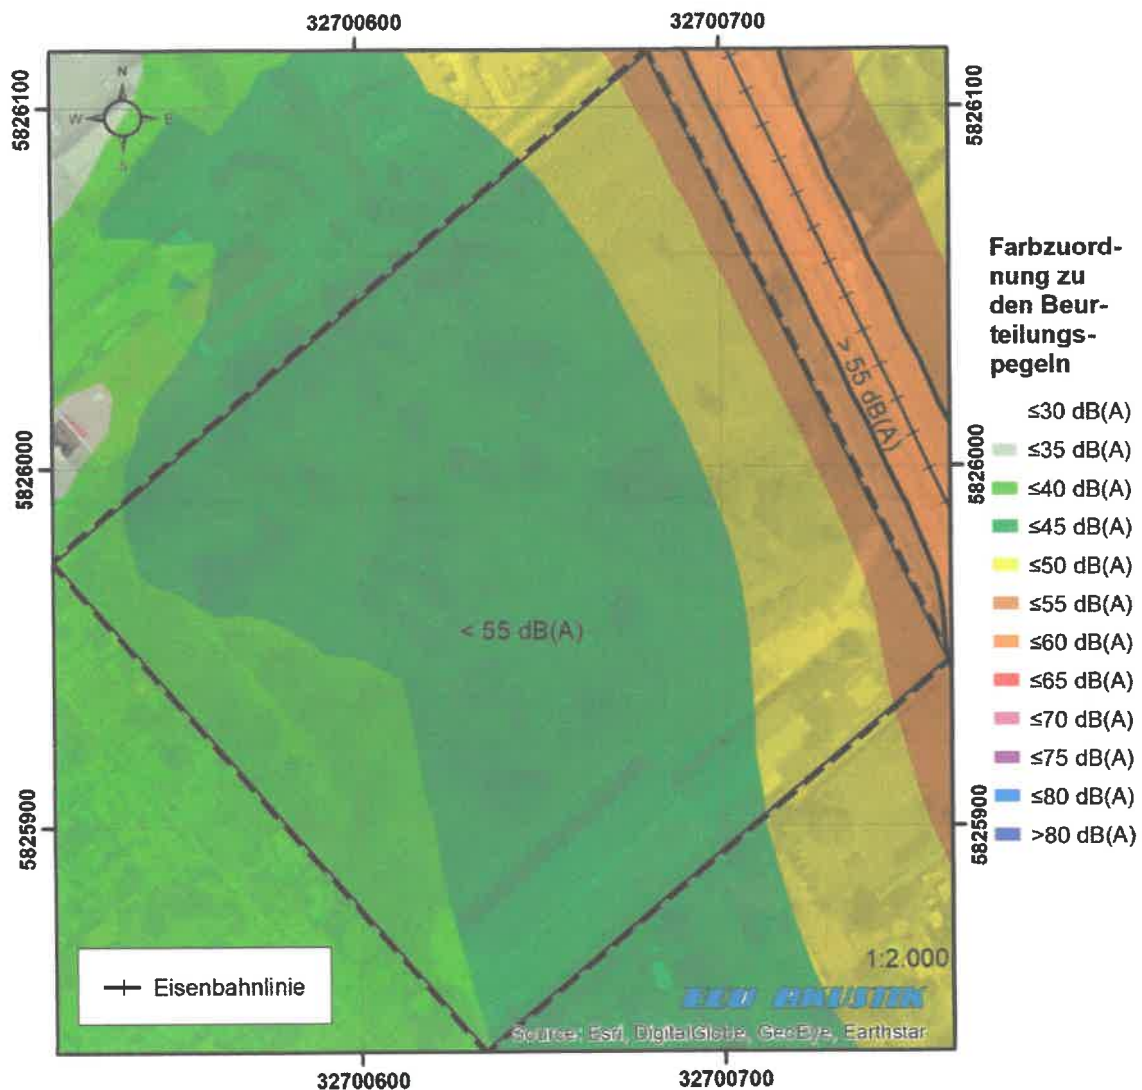 32700600
32700700
5826100
5826100
N
W
E
S
Farbzuord-
nung zu
den Beur-
teilungs-
pegeln
≤30 dB(A)
≤35 dB(A)
≤40 dB(A)
≤45 dB(A)
≤50 dB(A)
≤55 dB(A)
≤60 dB(A)
≤65 dB(A)
≤70 dB(A)
≤75 dB(A)
≤80 dB(A)
>80 dB(A)
> 55 dB(A)
5826000
5826000
< 55 dB(A)
5825900
5825900
1:2.000
Eisenbahnlinie
ECO AKUSTIK
Source: Esri, DigitalGlobe, GeoEye, Earthstar
32700600
32700700